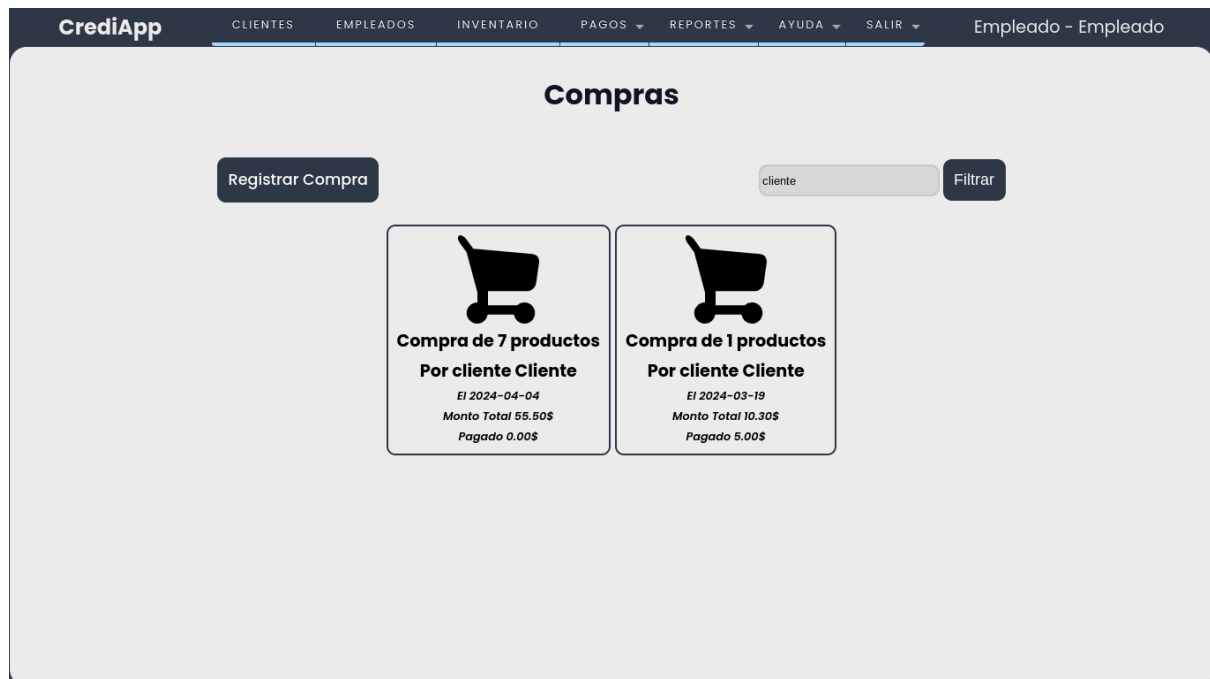 CrediApp CLIENTES EMPLEADOS INVENTARIO PAGOS REPORTES AYUDA SALIR Empleado - Empleado
Compras
Registrar Compra cliente Filtrar
Compra de 7 productos
Por cliente Cliente
El 2024-04-04
Monto Total 55.50$
Pagado 0.00$
Compra de 1 productos
Por cliente Cliente
El 2024-03-19
Monto Total 10.30$
Pagado 5.00$